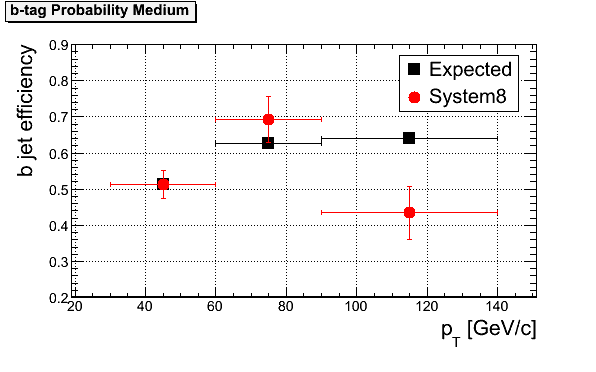 b-tag Probability Medium
b jet efficiency
0.9
0.8
0.7
0.6
0.5
0.4
0.3
0.2
Expected
System8
20 40 60 80 100 120 140
p_T [GeV/c]